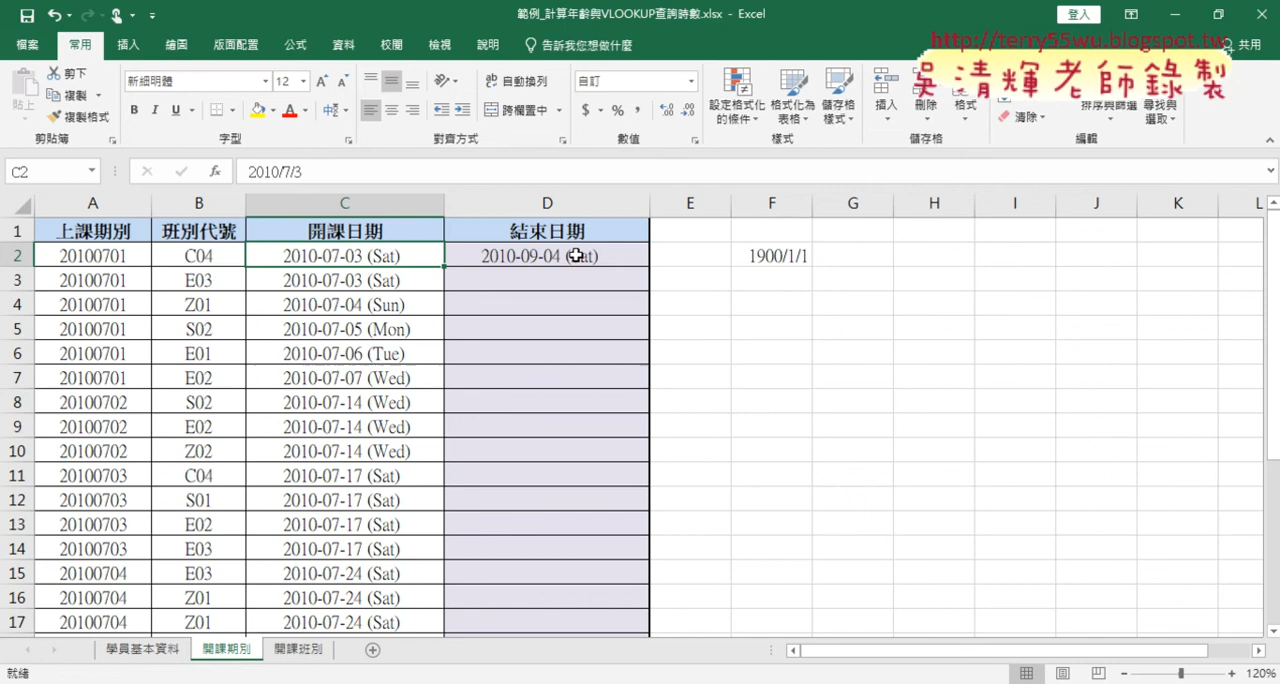 範例_計算年齡與VLOOKUP查詢時數.xlsx - Excel
登入
檔案 常用 插入 繪圖 版面配置 公式 資料 校閱 檢視 說明 告訴我您想做什麼 共用
http://terry55wu.blogspot.tw
吳清輝老師錄製
貼上 剪下 複製 複製格式 剪貼簿
新細明體 12 B I U A 中 字型
自動換列 跨欄置中 對齊方式
自訂 $ % , 數值
設定格式化的條件 格式化為表格 儲存格樣式 樣式
插入 刪除 格式 儲存格
清除 排序與篩選 尋找與選取 編輯
C2 fx 2010/7/3
A B C D E F G H I J K L
1 上課期別 班別代號 開課日期 結束日期
2 20100701 C04 2010-07-03 (Sat) 2010-09-04 (Sat) 1900/1/1
3 20100701 E03 2010-07-03 (Sat)
4 20100701 Z01 2010-07-04 (Sun)
5 20100701 S02 2010-07-05 (Mon)
6 20100701 E01 2010-07-06 (Tue)
7 20100701 E02 2010-07-07 (Wed)
8 20100702 S02 2010-07-14 (Wed)
9 20100702 E02 2010-07-14 (Wed)
10 20100702 Z02 2010-07-14 (Wed)
11 20100703 C04 2010-07-17 (Sat)
12 20100703 S01 2010-07-17 (Sat)
13 20100703 E02 2010-07-17 (Sat)
14 20100703 E03 2010-07-17 (Sat)
15 20100704 E03 2010-07-24 (Sat)
16 20100704 Z01 2010-07-24 (Sat)
17 20100704 Z01 2010-07-24 (Sat)
學員基本資料 開課期別 開課班別
就緒 120%